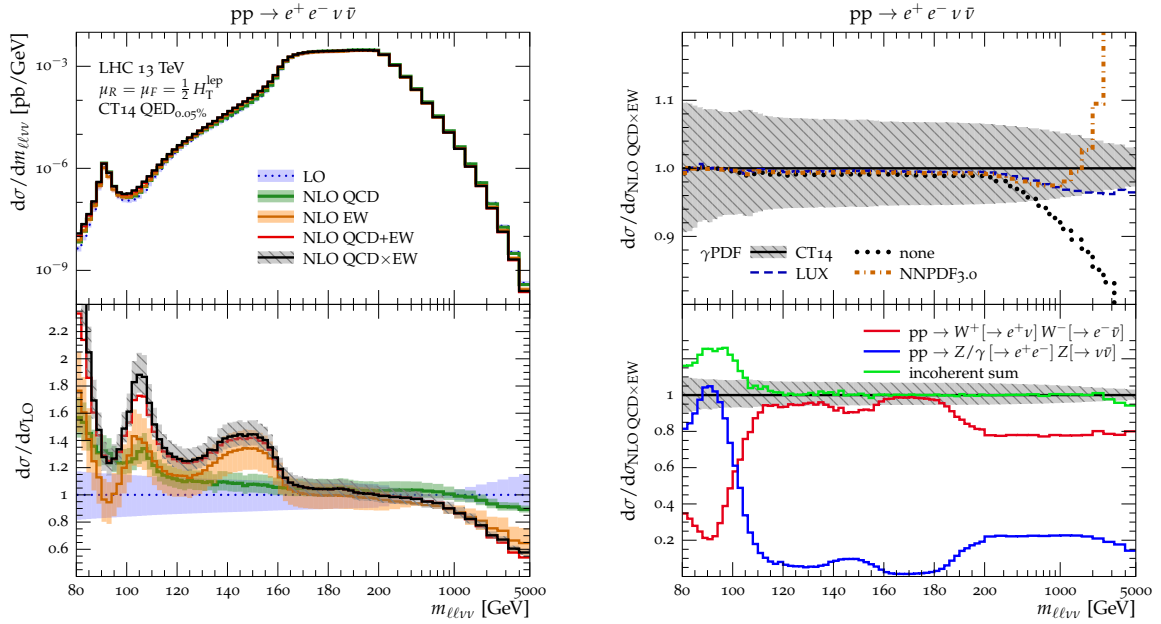 pp → e⁺ e⁻ ν ν̄
dσ/dm_ℓℓνν [pb/GeV]
10⁻³
10⁻⁶
10⁻⁹
LHC 13 TeV
μ_R = μ_F = ½ H_T^lep
CT14 QED_0.05%
LO
NLO QCD
NLO EW
NLO QCD+EW
NLO QCD×EW
dσ/dσ_LO
2.2
2
1.8
1.6
1.4
1.2
1
0.8
0.6
80 100 120 140 160 180 200 1000 5000
m_ℓℓνν [GeV]
pp → e⁺ e⁻ ν ν̄
dσ/dσ_NLO QCD×EW
1.1
1.0
0.9
γPDF CT14 none
LUX NNPDF3.0
dσ/dσ_NLO QCD×EW
pp → W⁺[→ e⁺ν] W⁻[→ e⁻ν̄]
pp → Z/γ [→ e⁺e⁻] Z[→ νν̄]
incoherent sum
1.2
1
0.8
0.6
0.4
0.2
80 100 120 140 160 180 200 1000 5000
m_ℓℓνν [GeV]